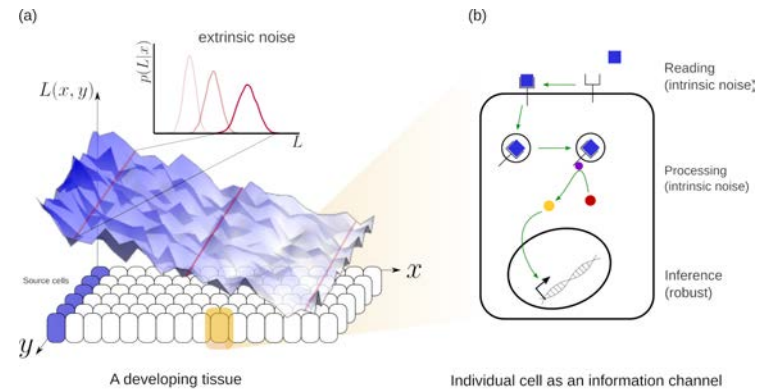 (a)
extrinsic noise
p(L|x)
L
L(x, y)
x
Source cells
y
A developing tissue
(b)
Reading
(intrinsic noise)
Processing
(intrinsic noise)
Inference
(robust)
Individual cell as an information channel